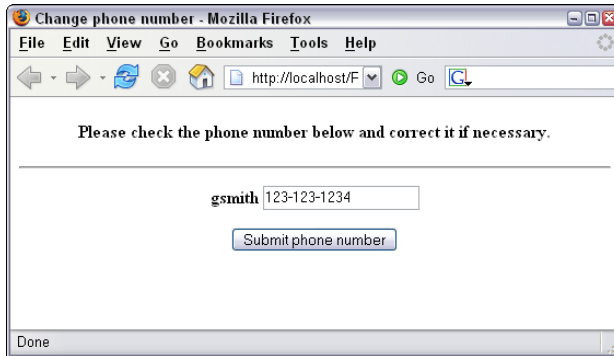 Change phone number - Mozilla Firefox
File Edit View Go Bookmarks Tools Help
http://localhost/F Go G
Please check the phone number below and correct it if necessary.
gsmith 123-123-1234
Submit phone number
Done